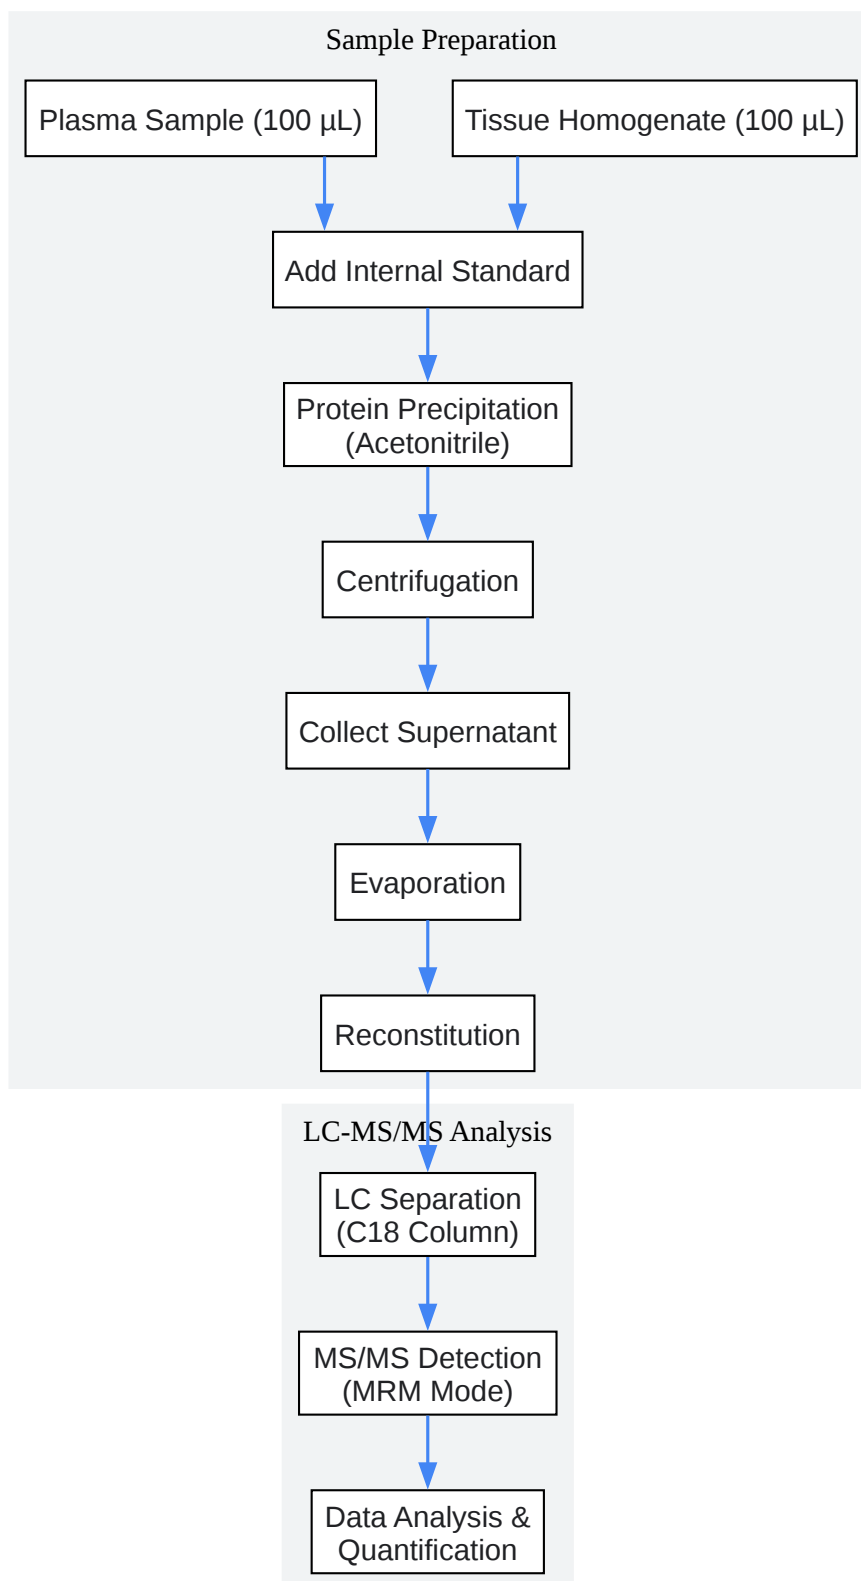 Sample Preparation
Plasma Sample (100 µL)
Tissue Homogenate (100 µL)
Add Internal Standard
Protein Precipitation
(Acetonitrile)
Centrifugation
Collect Supernatant
Evaporation
Reconstitution
LC-MS/MS Analysis
LC Separation
(C18 Column)
MS/MS Detection
(MRM Mode)
Data Analysis &
Quantification